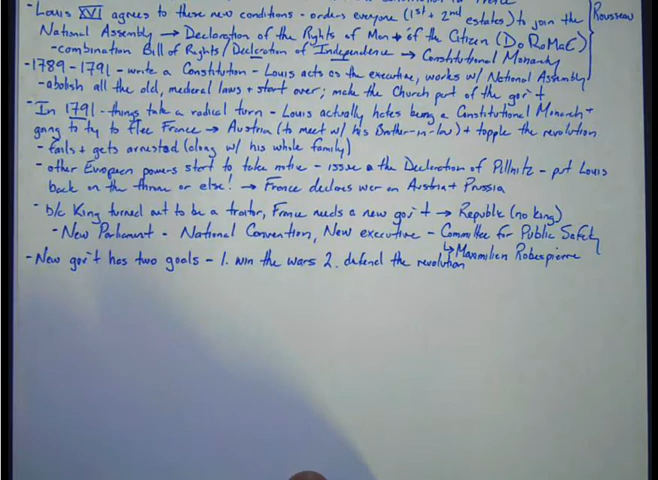 - Louis XVI agrees to these new conditions - orders everyone (1st + 2nd estates) to join the
Rousseau
National Assembly → Declaration of the Rights of Man + of the Citizen (DoRoMaC)
- combination Bill of Rights/Declaration of Independence → Constitutional Monarchy
- 1789-1791 - write a Constitution - Louis acts as the executive, works w/ National Assembly
- abolish all the old, medieval laws + start over; make the Church part of the gov't
- In 1791 - things take a radical turn - Louis actually hates being a Constitutional Monarch +
going to try to flee France → Austria (to meet w/ his Brother-in-law) + topple the revolution
- fails + gets arrested (along w/ his whole family)
- other European powers start to take notice - issue the Declaration of Pillnitz - put Louis
back on the throne or else! → France declares war on Austria + Prussia
- b/c King turned out to be a traitor, France needs a new gov't → Republic (no king)
- New Parliament - National Convention, New executive - Committee for Public Safety
↳ Maximilien Robespierre
- New gov't has two goals - 1. win the wars 2. defend the revolution